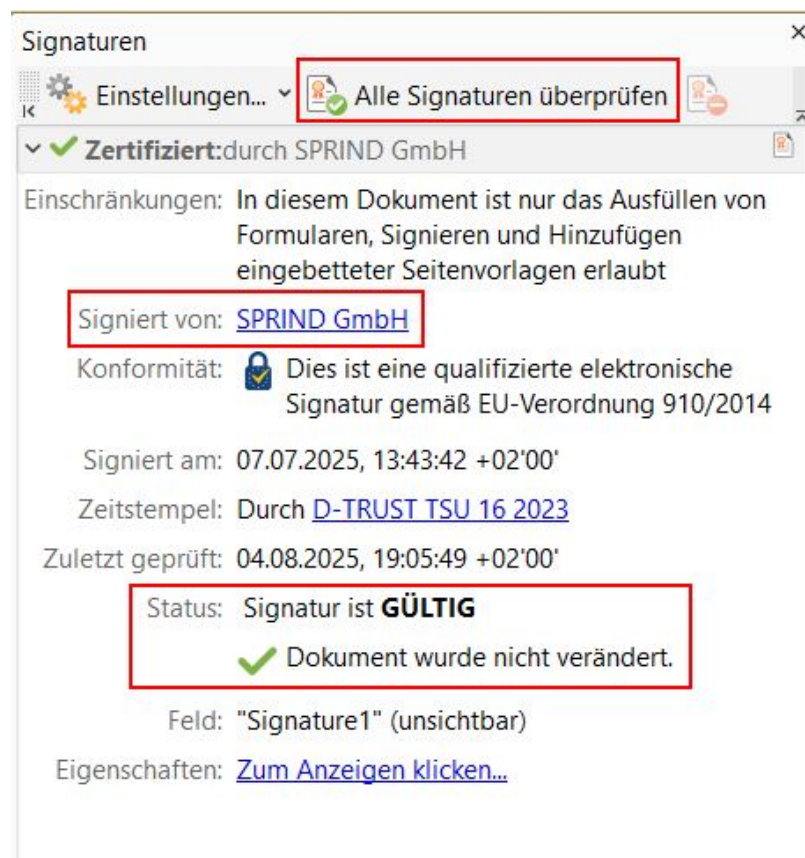 Signaturen
Einstellungen... Alle Signaturen überprüfen
Zertifiziert:durch SPRIND GmbH
Einschränkungen: In diesem Dokument ist nur das Ausfüllen von
Formularen, Signieren und Hinzufügen
eingebetteter Seitenvorlagen erlaubt
Signiert von: SPRIND GmbH
Konformität: Dies ist eine qualifizierte elektronische
Signatur gemäß EU-Verordnung 910/2014
Signiert am: 07.07.2025, 13:43:42 +02'00'
Zeitstempel: Durch D-TRUST TSU 16 2023
Zuletzt geprüft: 04.08.2025, 19:05:49 +02'00'
Status: Signatur ist GÜLTIG
Dokument wurde nicht verändert.
Feld: "Signature1" (unsichtbar)
Eigenschaften: Zum Anzeigen klicken...